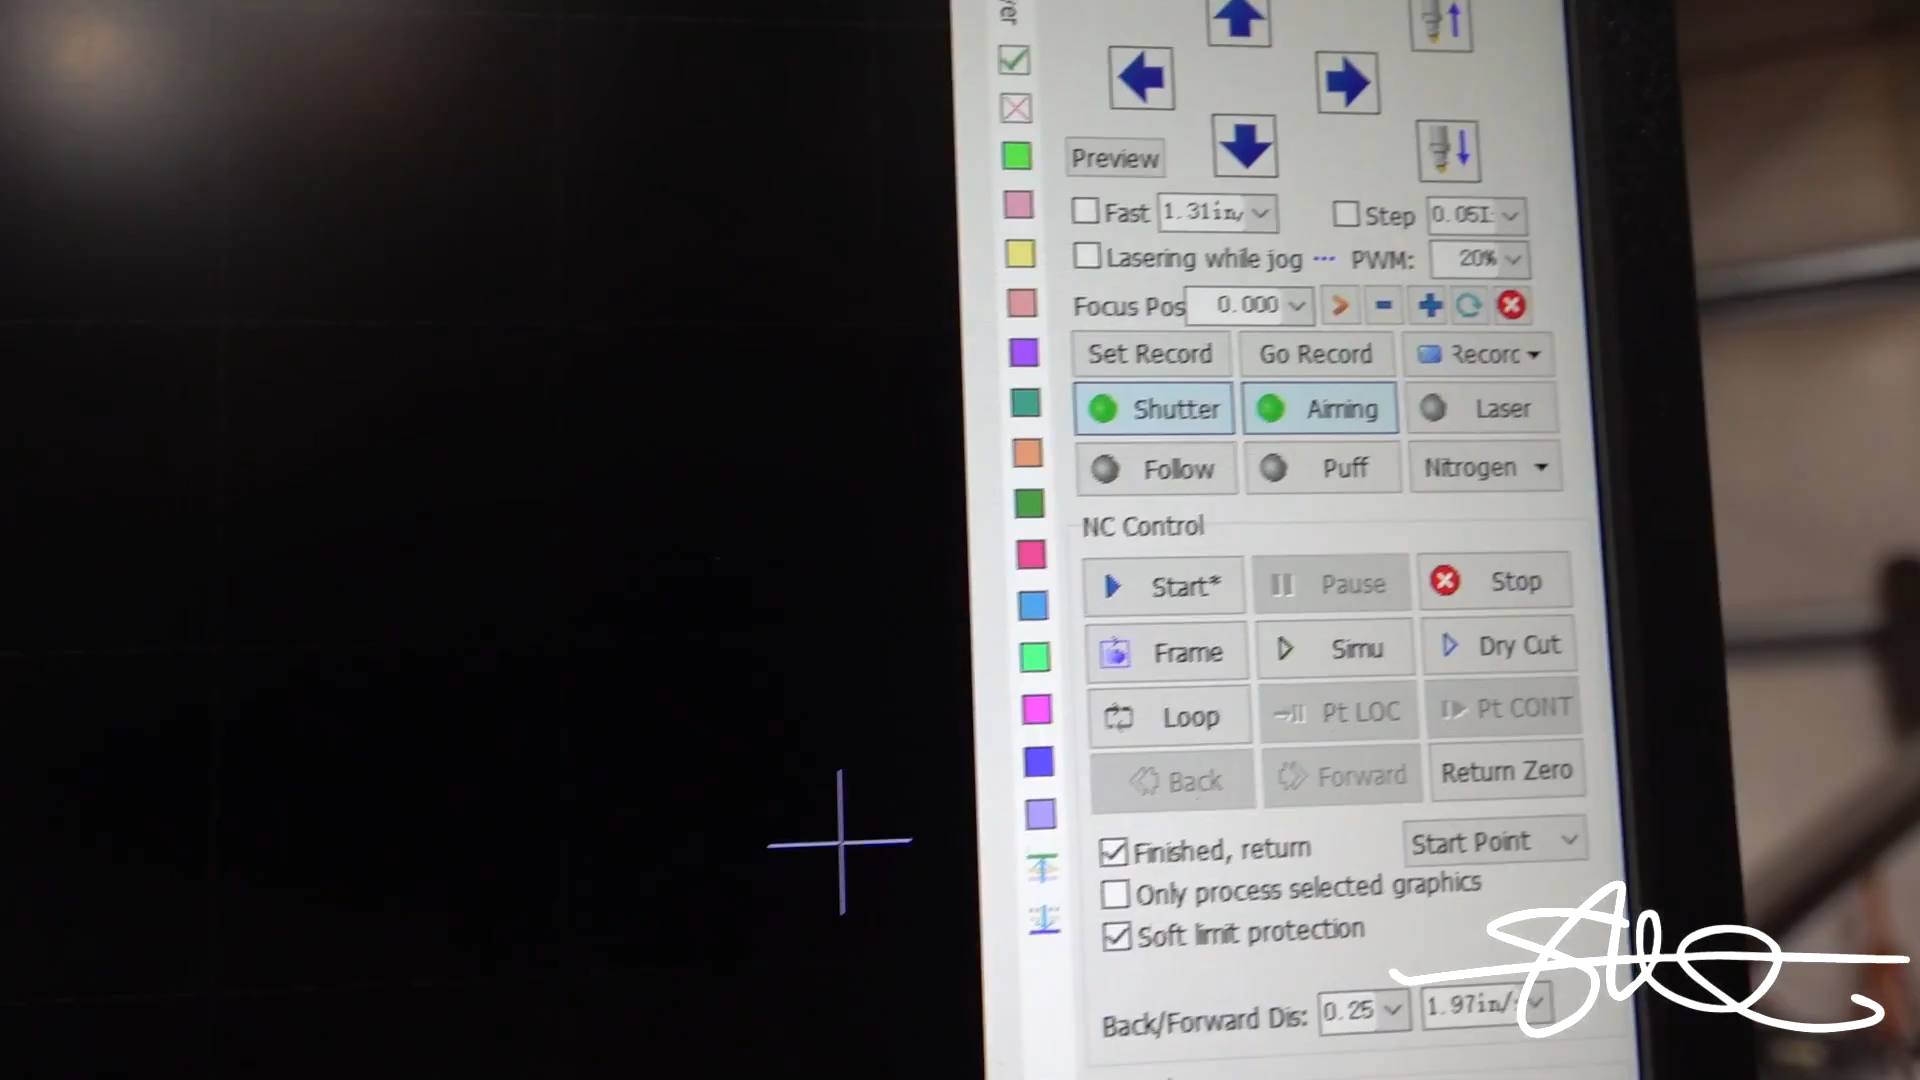 Preview
Fast 1.31in/ Step 0.05I
Lasering while jog ... PWM: 20%
Focus Pos 0.000
Set Record Go Record Recorc
Shutter Aiming Laser
Follow Puff Nitrogen
NC Control
Start* Pause Stop
Frame Simu Dry Cut
Loop Pt LOC Pt CONT
Back Forward Return Zero
Finished, return Start Point
Only process selected graphics
Soft limit protection
Back/Forward Dis: 0.25 1.97in/